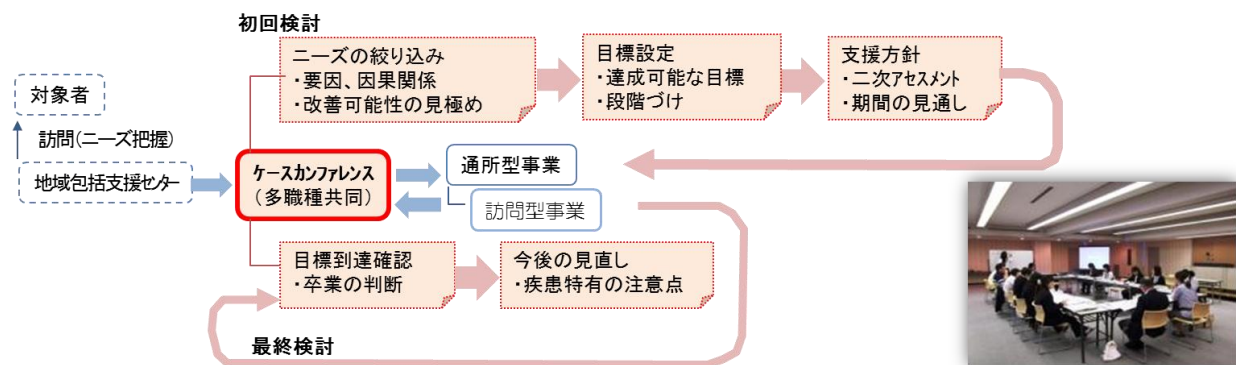 初回検討
ニーズの絞り込み
・要因、因果関係
・改善可能性の見極め
目標設定
・達成可能な目標
・段階づけ
支援方針
・二次アセスメント
・期間の見通し
対象者
訪問(ニーズ把握)
地域包括支援センター
ケースカンファレンス
(多職種共同)
通所型事業
訪問型事業
目標到達確認
・卒業の判断
今後の見直し
・疾患特有の注意点
最終検討